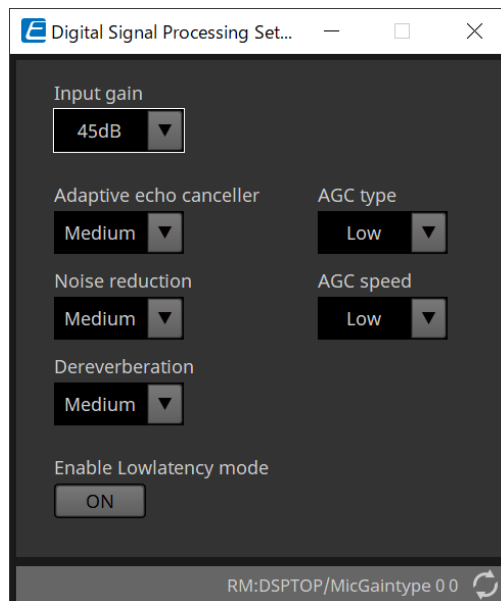 Digital Signal Processing Set...
Input gain
45dB
Adaptive echo canceller
AGC type
Medium
Low
Noise reduction
AGC speed
Medium
Low
Dereverberation
Medium
Enable Lowlatency mode
ON
RM:DSPTOP/MicGaintype 0 0